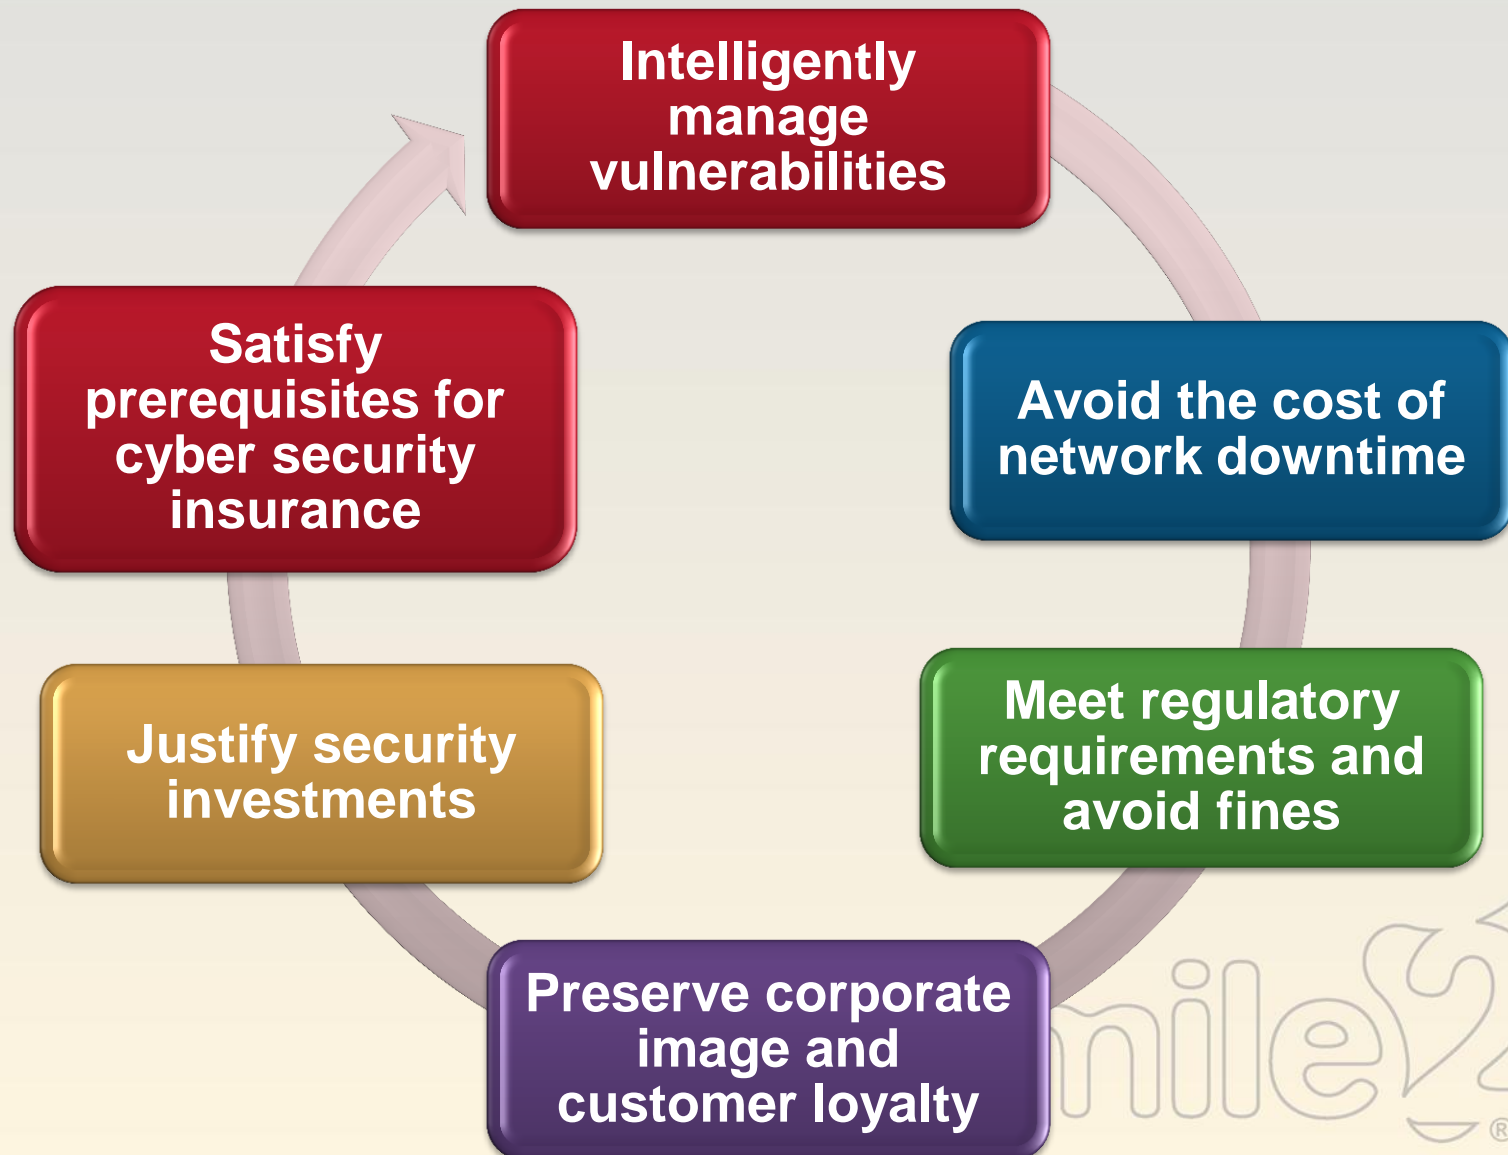 Intelligently
manage
vulnerabilities
Avoid the cost of
network downtime
Meet regulatory
requirements and
avoid fines
Preserve corporate
image and
customer loyalty
Justify security
investments
Satisfy
prerequisites for
cyber security
insurance
mile2
®